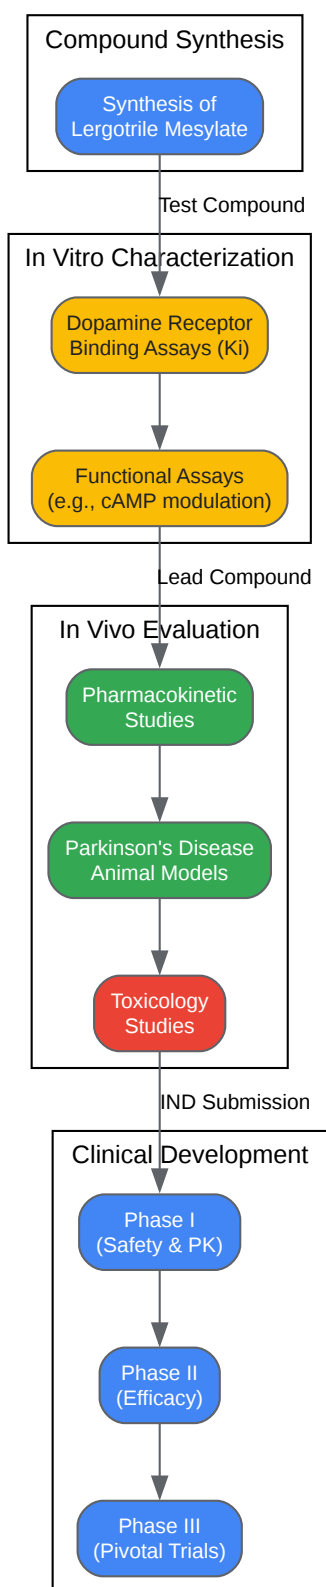 Compound Synthesis
Synthesis of
Lergotrile Mesylate
Test Compound
In Vitro Characterization
Dopamine Receptor
Binding Assays (Ki)
Functional Assays
(e.g., cAMP modulation)
Lead Compound
In Vivo Evaluation
Pharmacokinetic
Studies
Parkinson's Disease
Animal Models
Toxicology
Studies
IND Submission
Clinical Development
Phase I
(Safety & PK)
Phase II
(Efficacy)
Phase III
(Pivotal Trials)